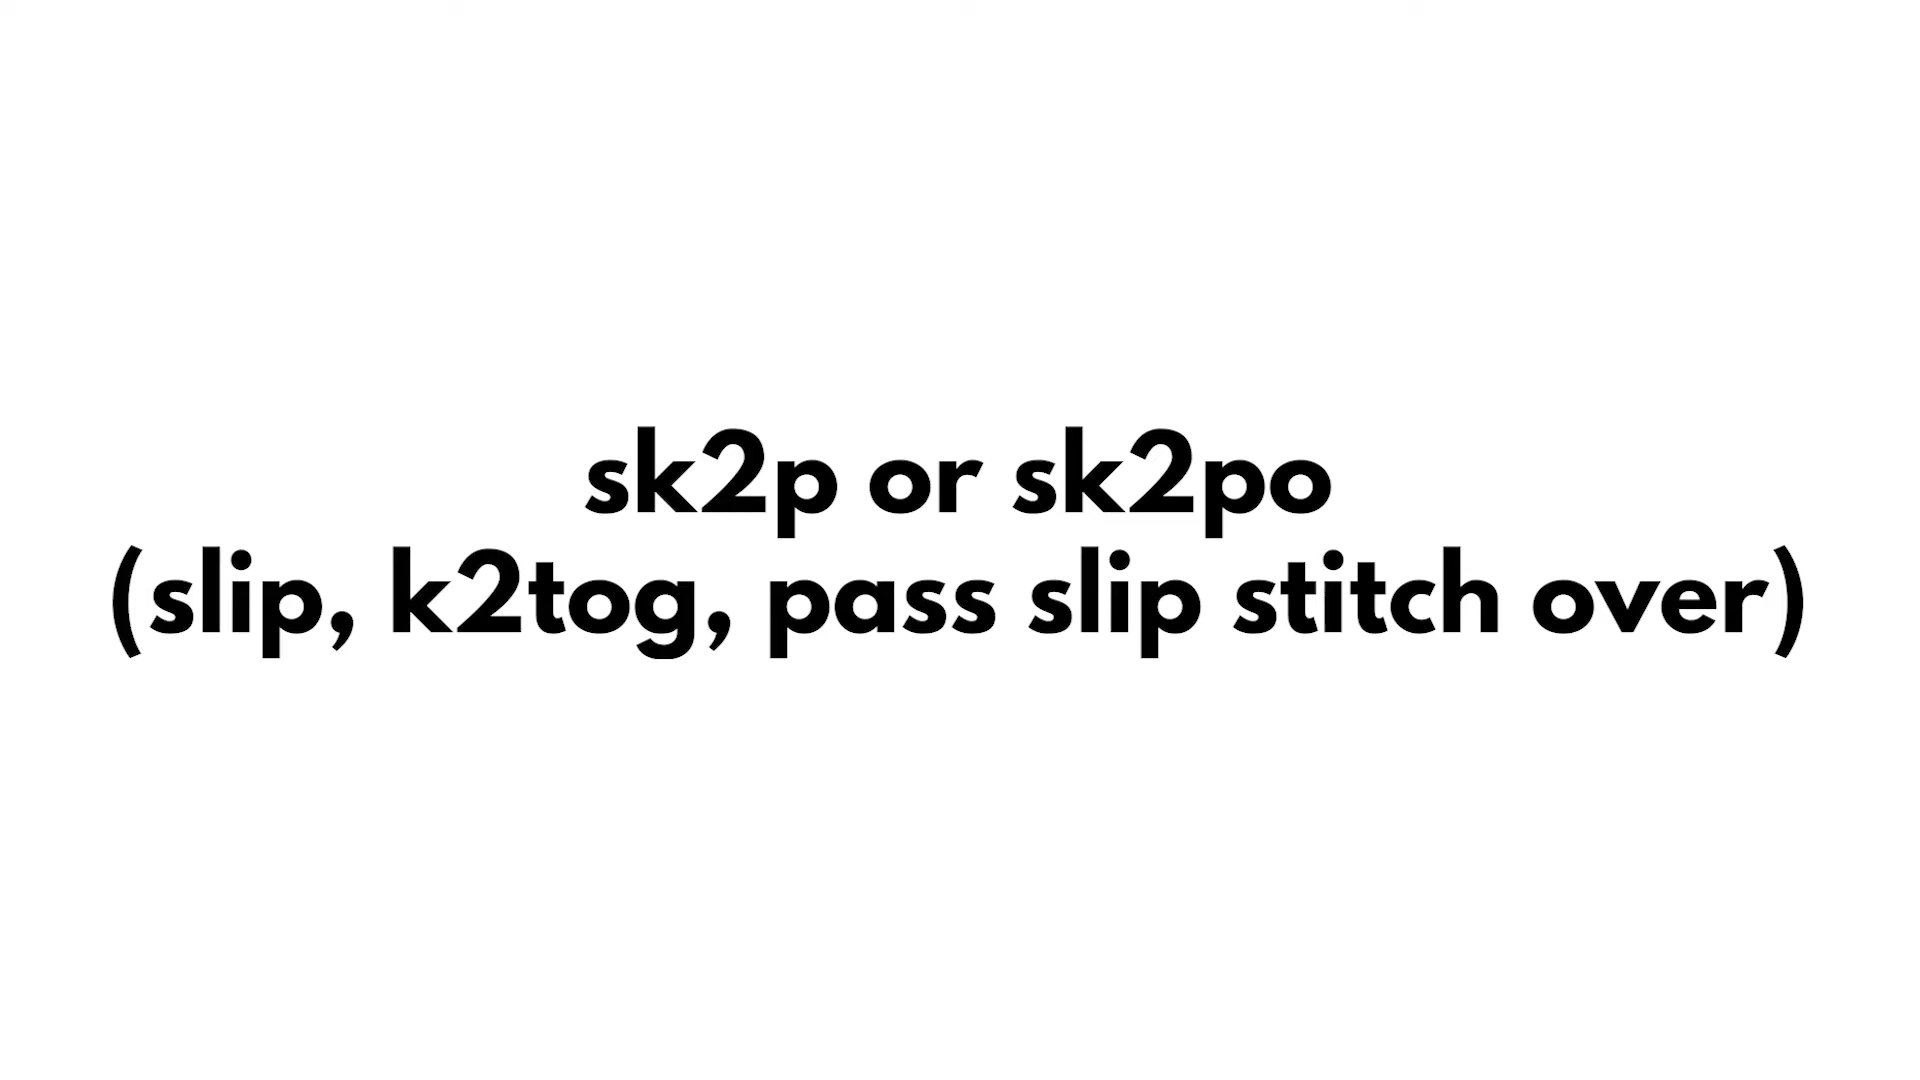 sk2p or sk2po
(slip, k2tog, pass slip stitch over)